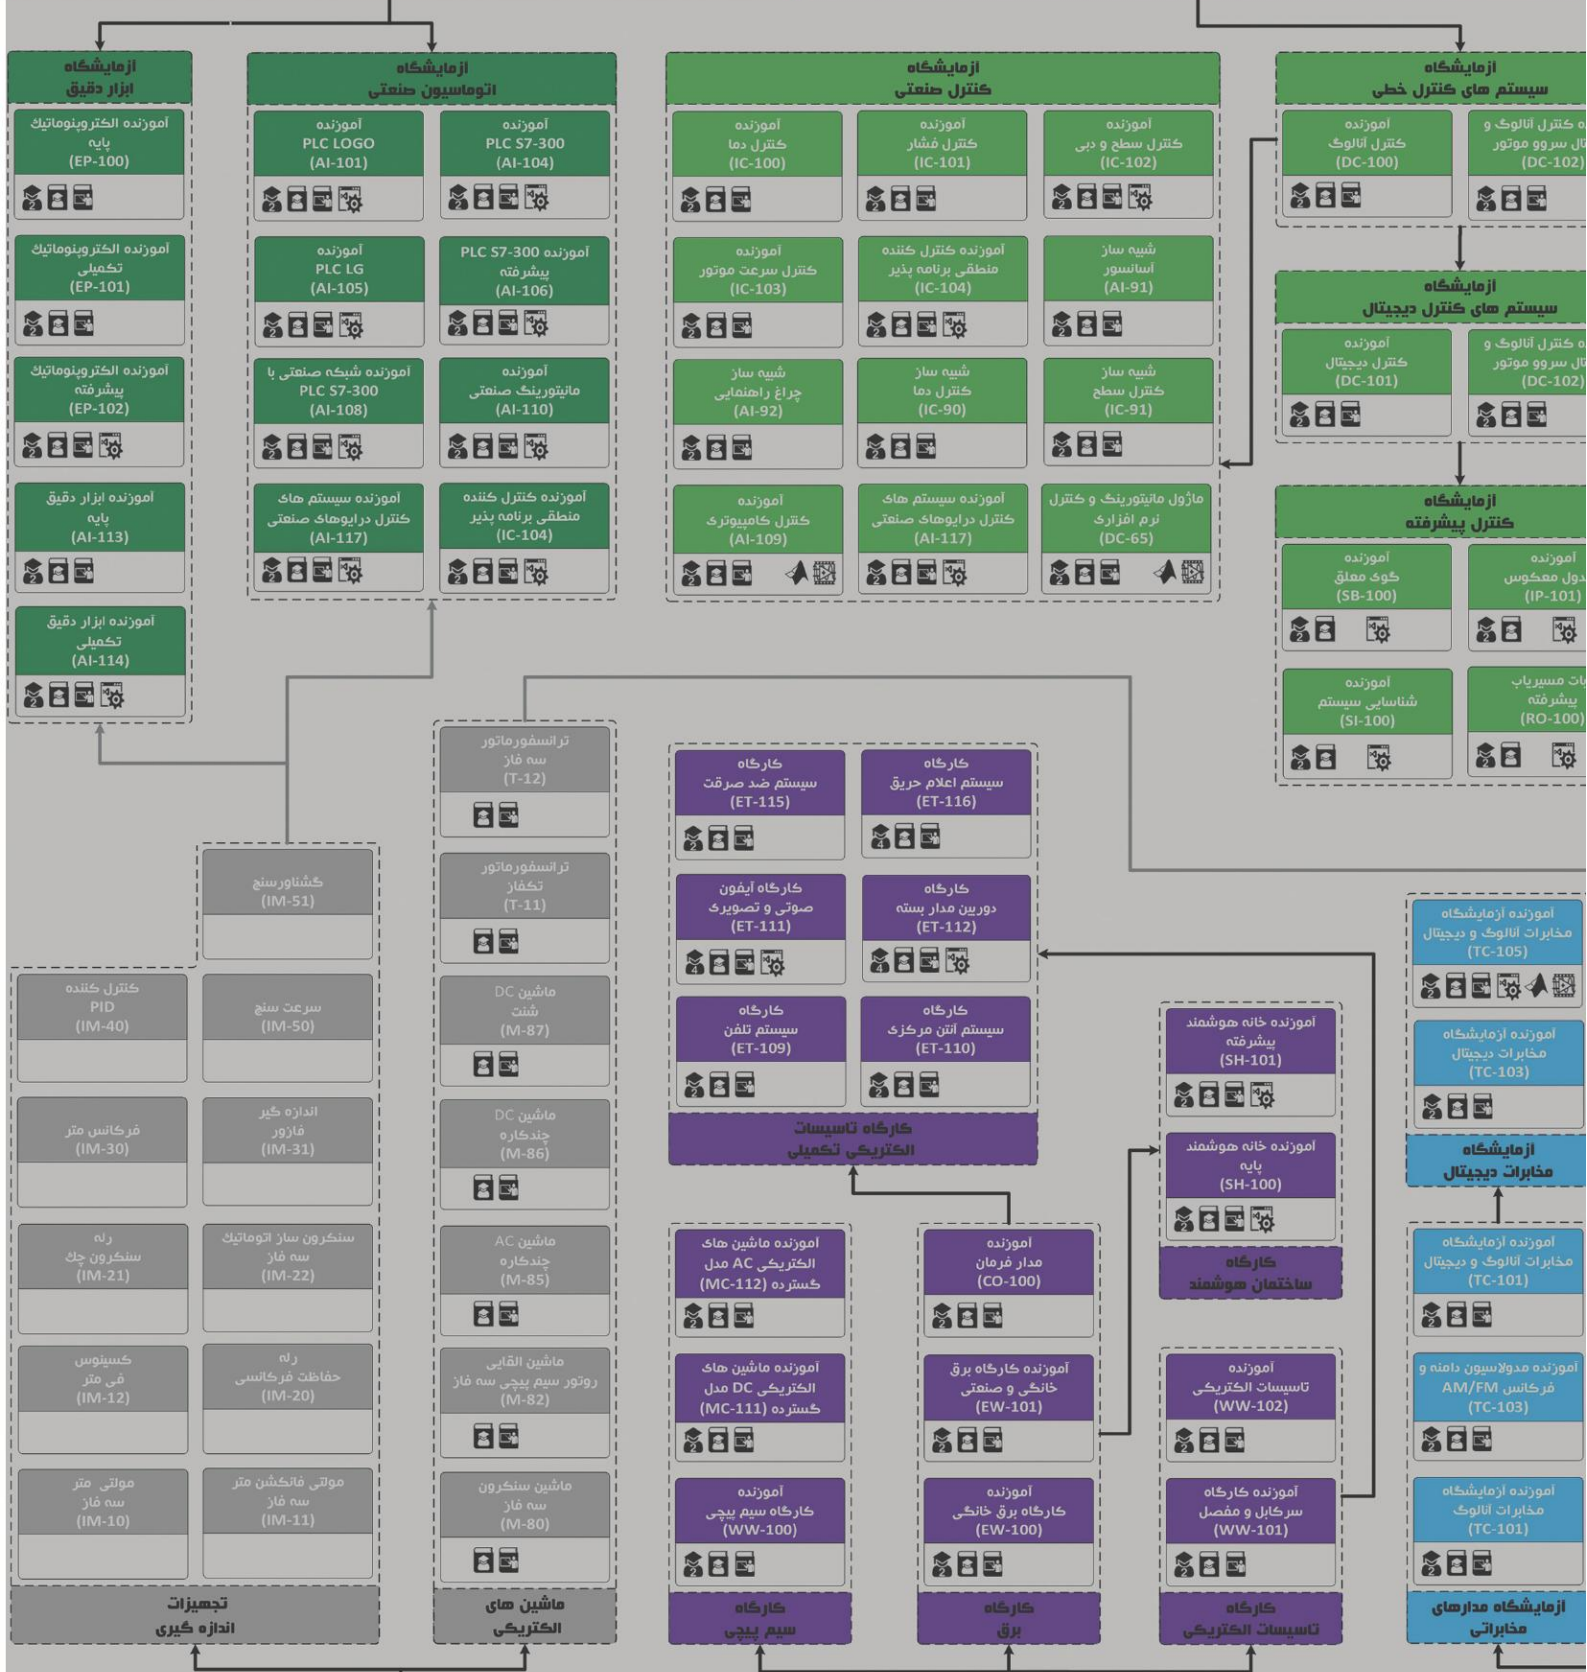 آزمایشگاه
ابزار دقیق
آموزنده الکتروپنوماتیک
پایه
(EP-100)
آموزنده الکتروپنوماتیک
تکمیلی
(EP-101)
آموزنده الکتروپنوماتیک
پیشرفته
(EP-102)
آموزنده ابزار دقیق
پایه
(AI-113)
آموزنده ابزار دقیق
تکمیلی
(AI-114)
آزمایشگاه
اتوماسیون صنعتی
آموزنده
PLC LOGO
(AI-101)
آموزنده
PLC S7-300
(AI-104)
آموزنده
PLC LG
(AI-105)
آموزنده PLC S7-300
پیشرفته
(AI-106)
آموزنده شبکه صنعتی با
PLC S7-300
(AI-108)
آموزنده
مانیتورینگ صنعتی
(AI-110)
آموزنده سیستم های
کنترل درایوهای صنعتی
(AI-117)
آموزنده کنترل کننده
منطقی برنامه پذیر
(IC-104)
آزمایشگاه
کنترل صنعتی
آموزنده
کنترل دما
(IC-100)
آموزنده
کنترل فشار
(IC-101)
آموزنده
کنترل سطح و دبی
(IC-102)
آموزنده
کنترل سرعت موتور
(IC-103)
آموزنده کنترل کننده
منطقی برنامه پذیر
(IC-104)
شبیه ساز
آسانسور
(AI-91)
شبیه ساز
چراغ راهنمایی
(AI-92)
شبیه ساز
کنترل دما
(IC-90)
شبیه ساز
کنترل سطح
(IC-91)
آموزنده
کنترل کامپیوتری
(AI-109)
آموزنده سیستم های
کنترل درایوهای صنعتی
(AI-117)
ماژول مانیتورینگ و کنترل
نرم افزاری
(DC-65)
آزمایشگاه
سیستم های کنترل خطی
آموزنده
کنترل آنالوگ
(DC-100)
کنترل آنالوگ و
سروو موتور
(DC-102)
آزمایشگاه
سیستم های کنترل دیجیتال
آموزنده
کنترل دیجیتال
(DC-101)
کنترل آنالوگ و
سروو موتور
(DC-102)
آزمایشگاه
کنترل پیشرفته
آموزنده
گوی معلق
(SB-100)
آموزنده
معکوس
(IP-101)
آموزنده
شناسایی سیستم
(SI-100)
مسیریاب
پیشرفته
(RO-100)
ترانسفورماتور
سه فاز
(T-12)
ترانسفورماتور
تکفاز
(T-11)
ماشین DC
شنت
(M-87)
ماشین DC
چندکاره
(M-86)
ماشین AC
چندکاره
(M-85)
ماشین القایی
روتور سیم پیچی سه فاز
(M-82)
ماشین سنکرون
سه فاز
(M-80)
ماشین های
الکتریکی
گشتاورسنج
(IM-51)
کنترل کننده
PID
(IM-40)
سرعت سنج
(IM-50)
فرکانس متر
(IM-30)
اندازه گیر
فازور
(IM-31)
رله
سنکرون چک
(IM-21)
سنکرون ساز اتوماتیک
سه فاز
(IM-22)
کسینوس
فی متر
(IM-12)
رله
حفاظت فرکانسی
(IM-20)
مولتی متر
سه فاز
(IM-10)
مولتی فانکشن متر
سه فاز
(IM-11)
تجهیزات
اندازه گیری
کارگاه
سیستم ضد صرقت
(ET-115)
کارگاه
سیستم اعلام حریق
(ET-116)
کارگاه آیفون
صوتی و تصویری
(ET-111)
کارگاه
دوربین مدار بسته
(ET-112)
کارگاه
سیستم تلفن
(ET-109)
کارگاه
سیستم آنتن مرکزی
(ET-110)
کارگاه تاسیسات
الکتریکی تکمیلی
آموزنده خانه هوشمند
پیشرفته
(SH-101)
آموزنده خانه هوشمند
پایه
(SH-100)
کارگاه
ساختمان هوشمند
آموزنده ماشین های
الکتریکی AC مدل
گسترده (MC-112)
آموزنده ماشین های
الکتریکی DC مدل
گسترده (MC-111)
آموزنده
کارگاه سیم پیچی
(WW-100)
کارگاه
سیم پیچی
آموزنده
مدار فرمان
(CO-100)
آموزنده کارگاه برق
خانگی و صنعتی
(EW-101)
آموزنده
کارگاه برق خانگی
(EW-100)
کارگاه
برق
آموزنده
تاسیسات الکتریکی
(WW-102)
آموزنده کارگاه
سرکابل و مفصل
(WW-101)
کارگاه
تاسیسات الکتریکی
آموزنده آزمایشگاه
مخابرات آنالوگ و دیجیتال
(TC-105)
آموزنده آزمایشگاه
مخابرات دیجیتال
(TC-103)
آزمایشگاه
مخابرات دیجیتال
آموزنده آزمایشگاه
مخابرات آنالوگ و دیجیتال
(TC-101)
آموزنده مدولاسیون دامنه و
فرکانس AM/FM
(TC-103)
آموزنده آزمایشگاه
مخابرات آنالوگ
(TC-101)
آزمایشگاه مدارهای
مخابراتی